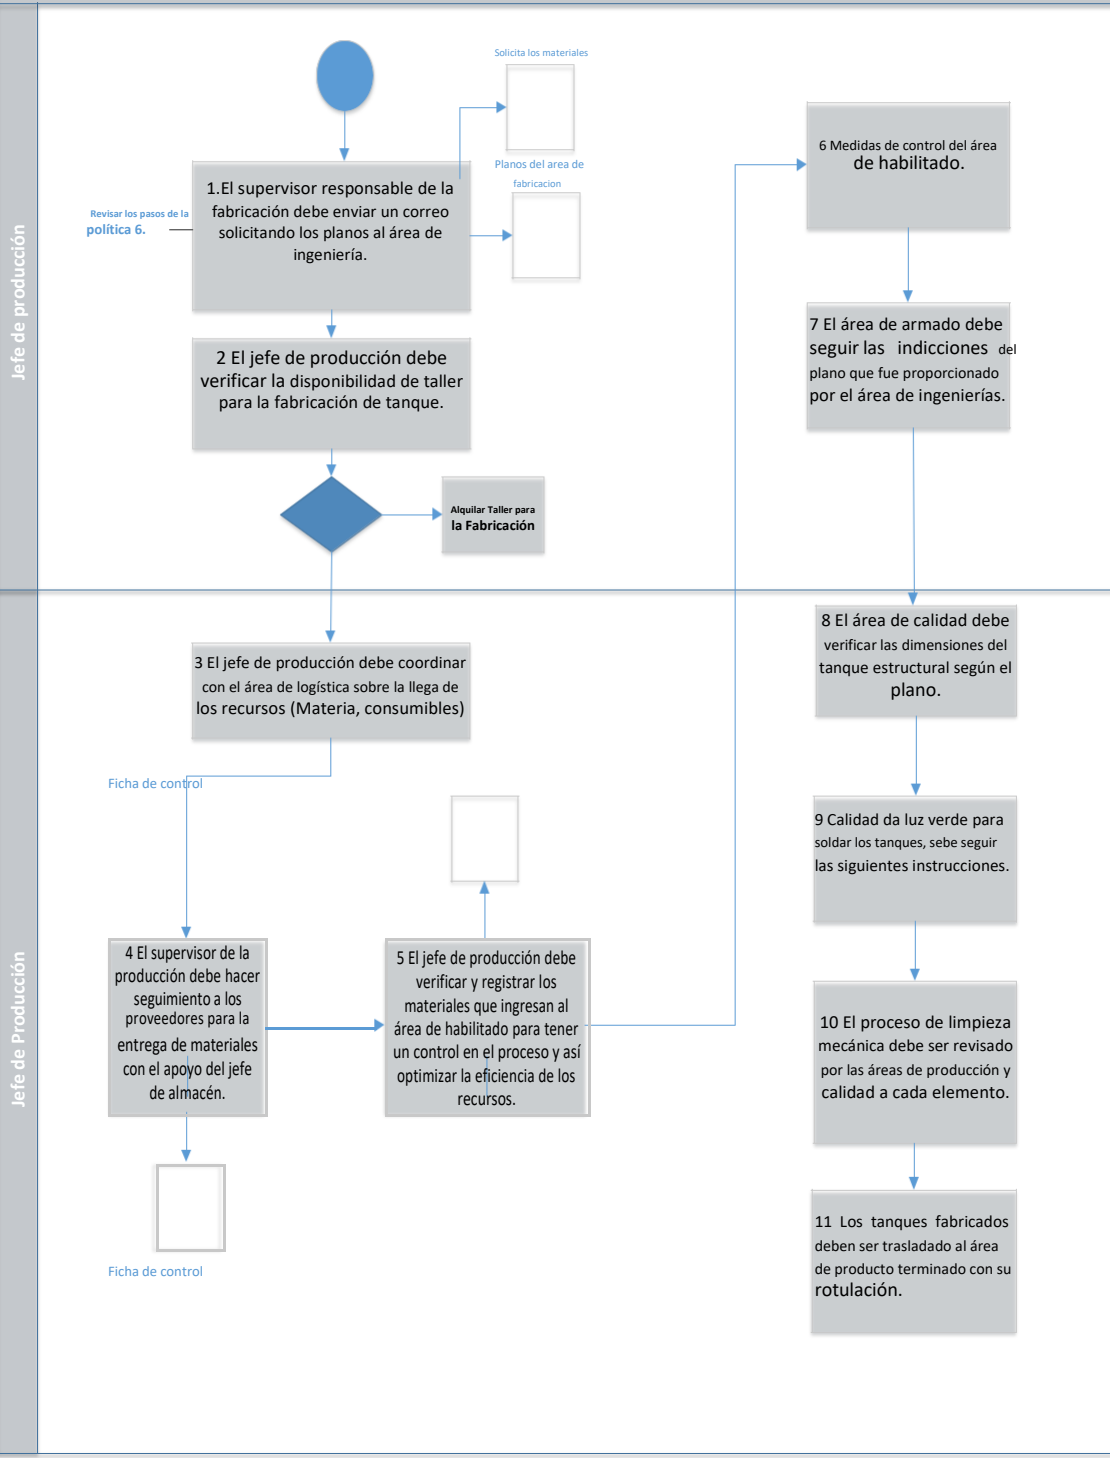 Jefe de producción
Solicita los materiales
Planos del area de
fabricacion
1.El supervisor responsable de la
fabricación debe enviar un correo
solicitando los planos al área de
ingeniería.
Revisar los pasos de la
política 6.
2 El jefe de producción debe
verificar la disponibilidad de taller
para la fabricación de tanque.
Alquilar Taller para
la Fabricación
Jefe de Producción
3 El jefe de producción debe coordinar
con el área de logística sobre la llega de
los recursos (Materia, consumibles)
Ficha de control
4 El supervisor de la
producción debe hacer
seguimiento a los
proveedores para la
entrega de materiales
con el apoyo del jefe
de almacén.
Ficha de control
5 El jefe de producción debe
verificar y registrar los
materiales que ingresan al
área de habilitado para tener
un control en el proceso y así
optimizar la eficiencia de los
recursos.
6 Medidas de control del área
de habilitado.
7 El área de armado debe
seguir las indicciones del
plano que fue proporcionado
por el área de ingenierías.
8 El área de calidad debe
verificar las dimensiones del
tanque estructural según el
plano.
9 Calidad da luz verde para
soldar los tanques, sebe seguir
las siguientes instrucciones.
10 El proceso de limpieza
mecánica debe ser revisado
por las áreas de producción y
calidad a cada elemento.
11 Los tanques fabricados
deben ser trasladado al área
de producto terminado con su
rotulación.